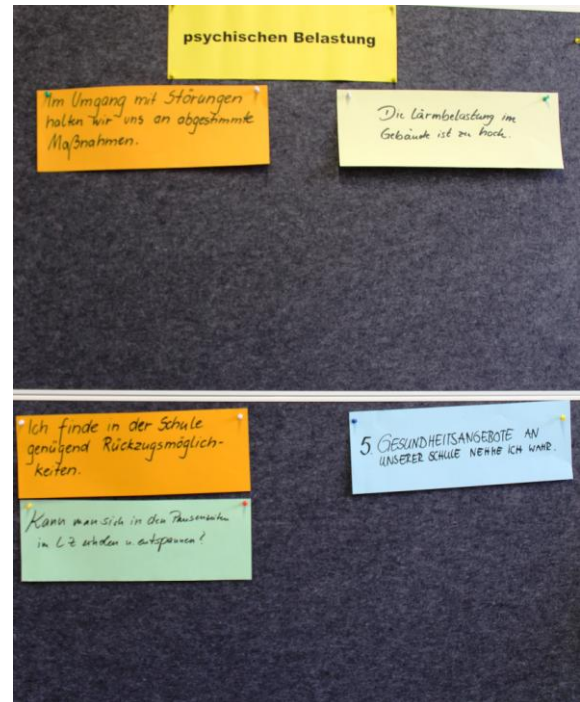 psychischen Belastung
Im Umgang mit Störungen
halten wir uns an abgestimmte
Maßnahmen.
Die Lärmbelastung im
Gebäude ist zu hoch.
Ich finde in der Schule
genügend Rückzugsmöglich-
keiten.
Kann man sich in den Pausenzeiten
im LZ erholen u. entspannen?
5. GESUNDHEITSANGEBOTE AN
UNSERER SCHULE NEHME ICH WAHR.